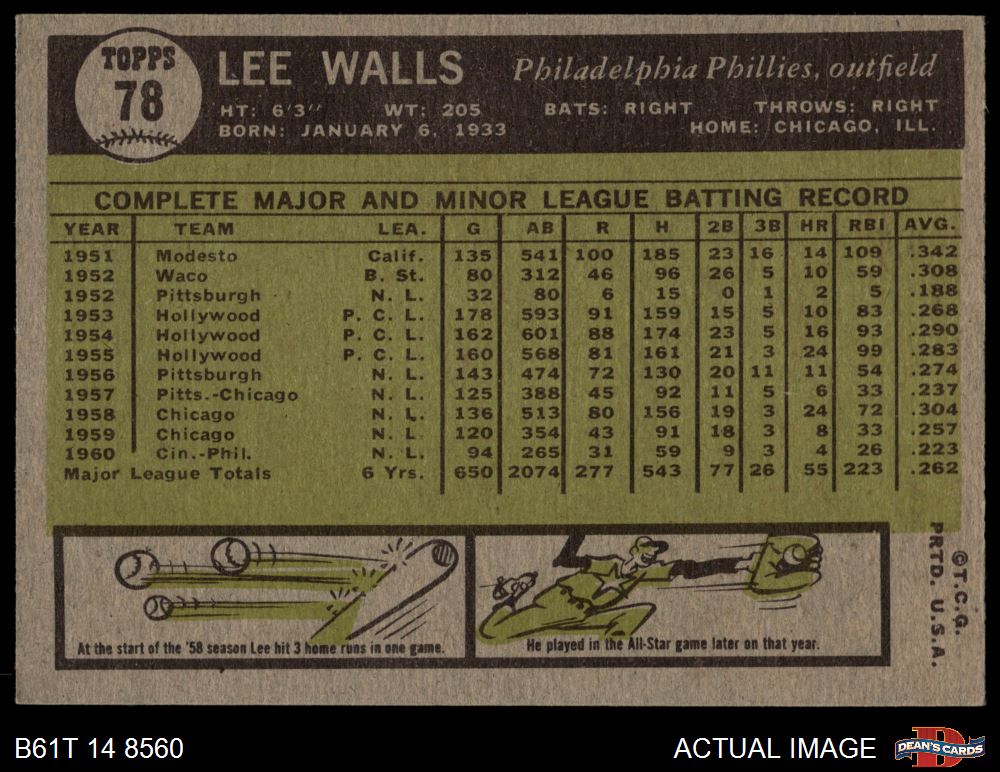 TOPPS
78
LEE WALLS
Philadelphia Phillies, outfield
HT: 6'3" WT: 205 BATS: RIGHT THROWS: RIGHT
BORN: JANUARY 6, 1933 HOME: CHICAGO, ILL.
COMPLETE MAJOR AND MINOR LEAGUE BATTING RECORD
YEAR TEAM LEA. G AB R H 2B 3B HR RBI AVG.
1951 Modesto Calif. 135 541 100 185 23 16 14 109 .342
1952 Waco B. St. 80 312 46 96 26 5 10 59 .308
1952 Pittsburgh N. L. 32 80 6 15 0 1 2 5 .188
1953 Hollywood P. C. L. 178 593 91 159 15 5 10 83 .268
1954 Hollywood P. C. L. 162 601 88 174 23 5 16 93 .290
1955 Hollywood P. C. L. 160 568 81 161 21 3 24 99 .283
1956 Pittsburgh N. L. 143 474 72 130 20 11 11 54 .274
1957 Pitts.-Chicago N. L. 125 388 45 92 11 5 6 33 .237
1958 Chicago N. L. 136 513 80 156 19 3 24 72 .304
1959 Chicago N. L. 120 354 43 91 18 3 8 33 .257
1960 Cin.-Phil. N. L. 94 265 31 59 9 3 4 26 .223
Major League Totals 6 Yrs. 650 2074 277 543 77 26 55 223 .262
At the start of the '58 season Lee hit 3 home runs in one game.
He played in the All-Star game later on that year.
©T.C.G.
PRTD. U.S.A.
B61T 14 8560
ACTUAL IMAGE
D
DEAN'S CARDS